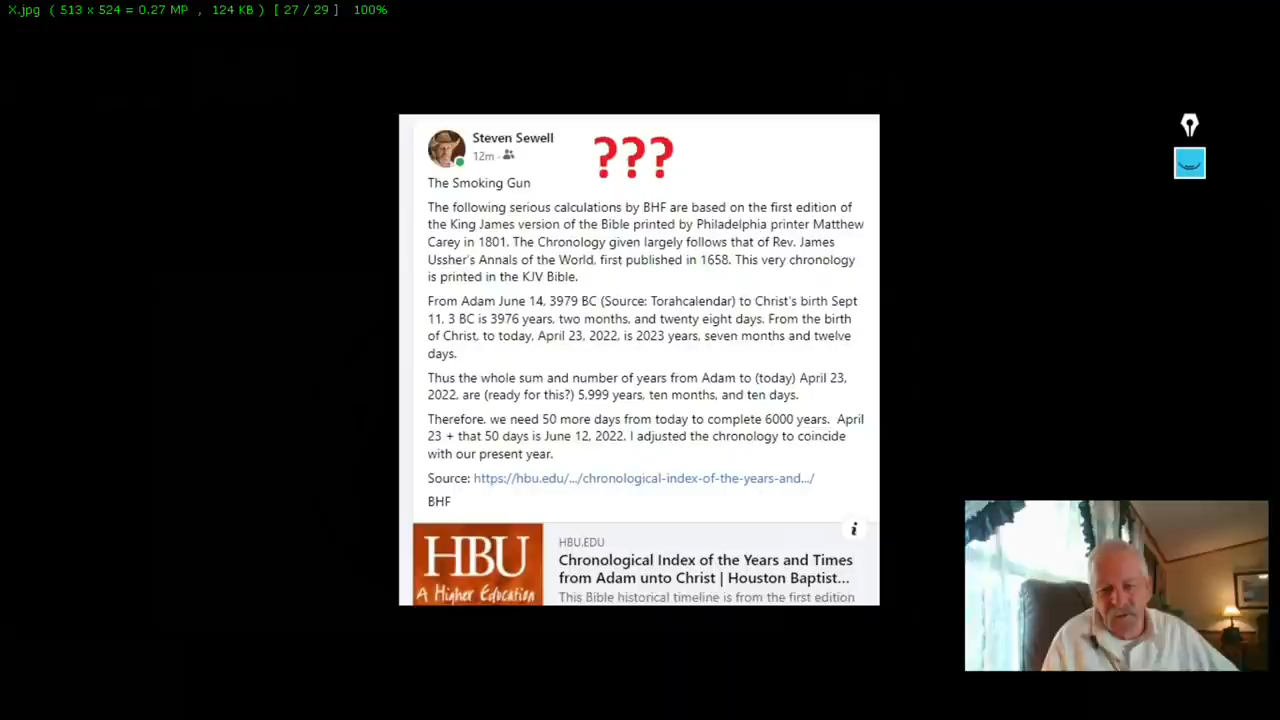 X.jpg ( 513 x 524 = 0.27 MP , 124 KB ) [ 27 / 29 ] 100%
Steven Sewell
12m
???
The Smoking Gun
The following serious calculations by BHF are based on the first edition of
the King James version of the Bible printed by Philadelphia printer Matthew
Carey in 1801. The Chronology given largely follows that of Rev. James
Ussher's Annals of the World, first published in 1658. This very chronology
is printed in the KJV Bible.
From Adam June 14, 3979 BC (Source: Torahcalendar) to Christ's birth Sept
11, 3 BC is 3976 years, two months, and twenty eight days. From the birth
of Christ, to today, April 23, 2022, is 2023 years, seven months and twelve
days.
Thus the whole sum and number of years from Adam to (today) April 23,
2022, are (ready for this?) 5,999 years, ten months, and ten days.
Therefore, we need 50 more days from today to complete 6000 years. April
23 + that 50 days is June 12, 2022. I adjusted the chronology to coincide
with our present year.
Source: https://hbu.edu/.../chronological-index-of-the-years-and.../
BHF
HBU
A Higher Education
HBU.EDU
Chronological Index of the Years and Times
from Adam unto Christ | Houston Baptist...
This Bible historical timeline is from the first edition